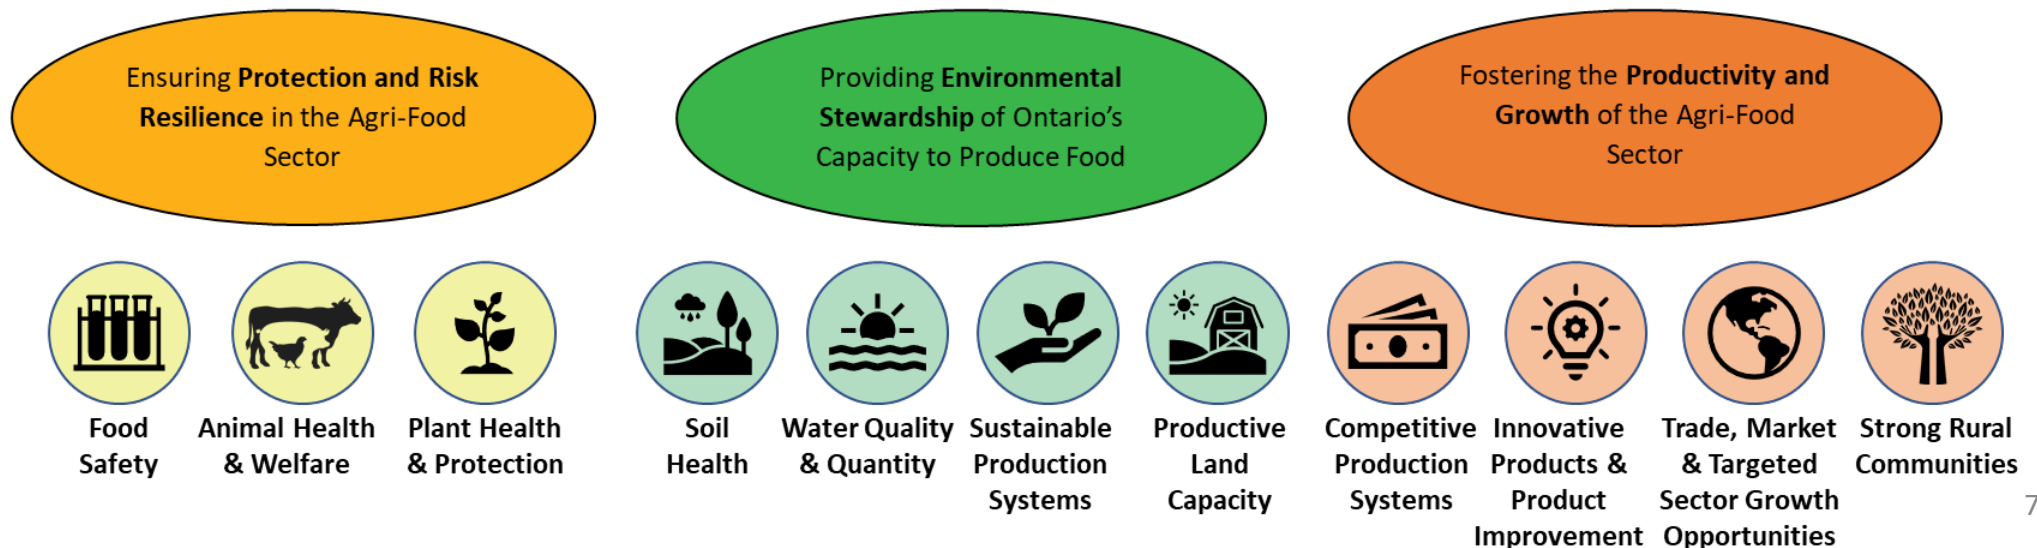 Ensuring Protection and Risk
Resilience in the Agri-Food
Sector
Providing Environmental
Stewardship of Ontario's
Capacity to Produce Food
Fostering the Productivity and
Growth of the Agri-Food
Sector
Food
Safety
Animal Health
& Welfare
Plant Health
& Protection
Soil
Health
Water Quality
& Quantity
Sustainable
Production
Systems
Productive
Land
Capacity
Competitive
Production
Systems
Innovative
Products &
Product
Improvement
Trade, Market
& Targeted
Sector Growth
Opportunities
Strong Rural
Communities
7